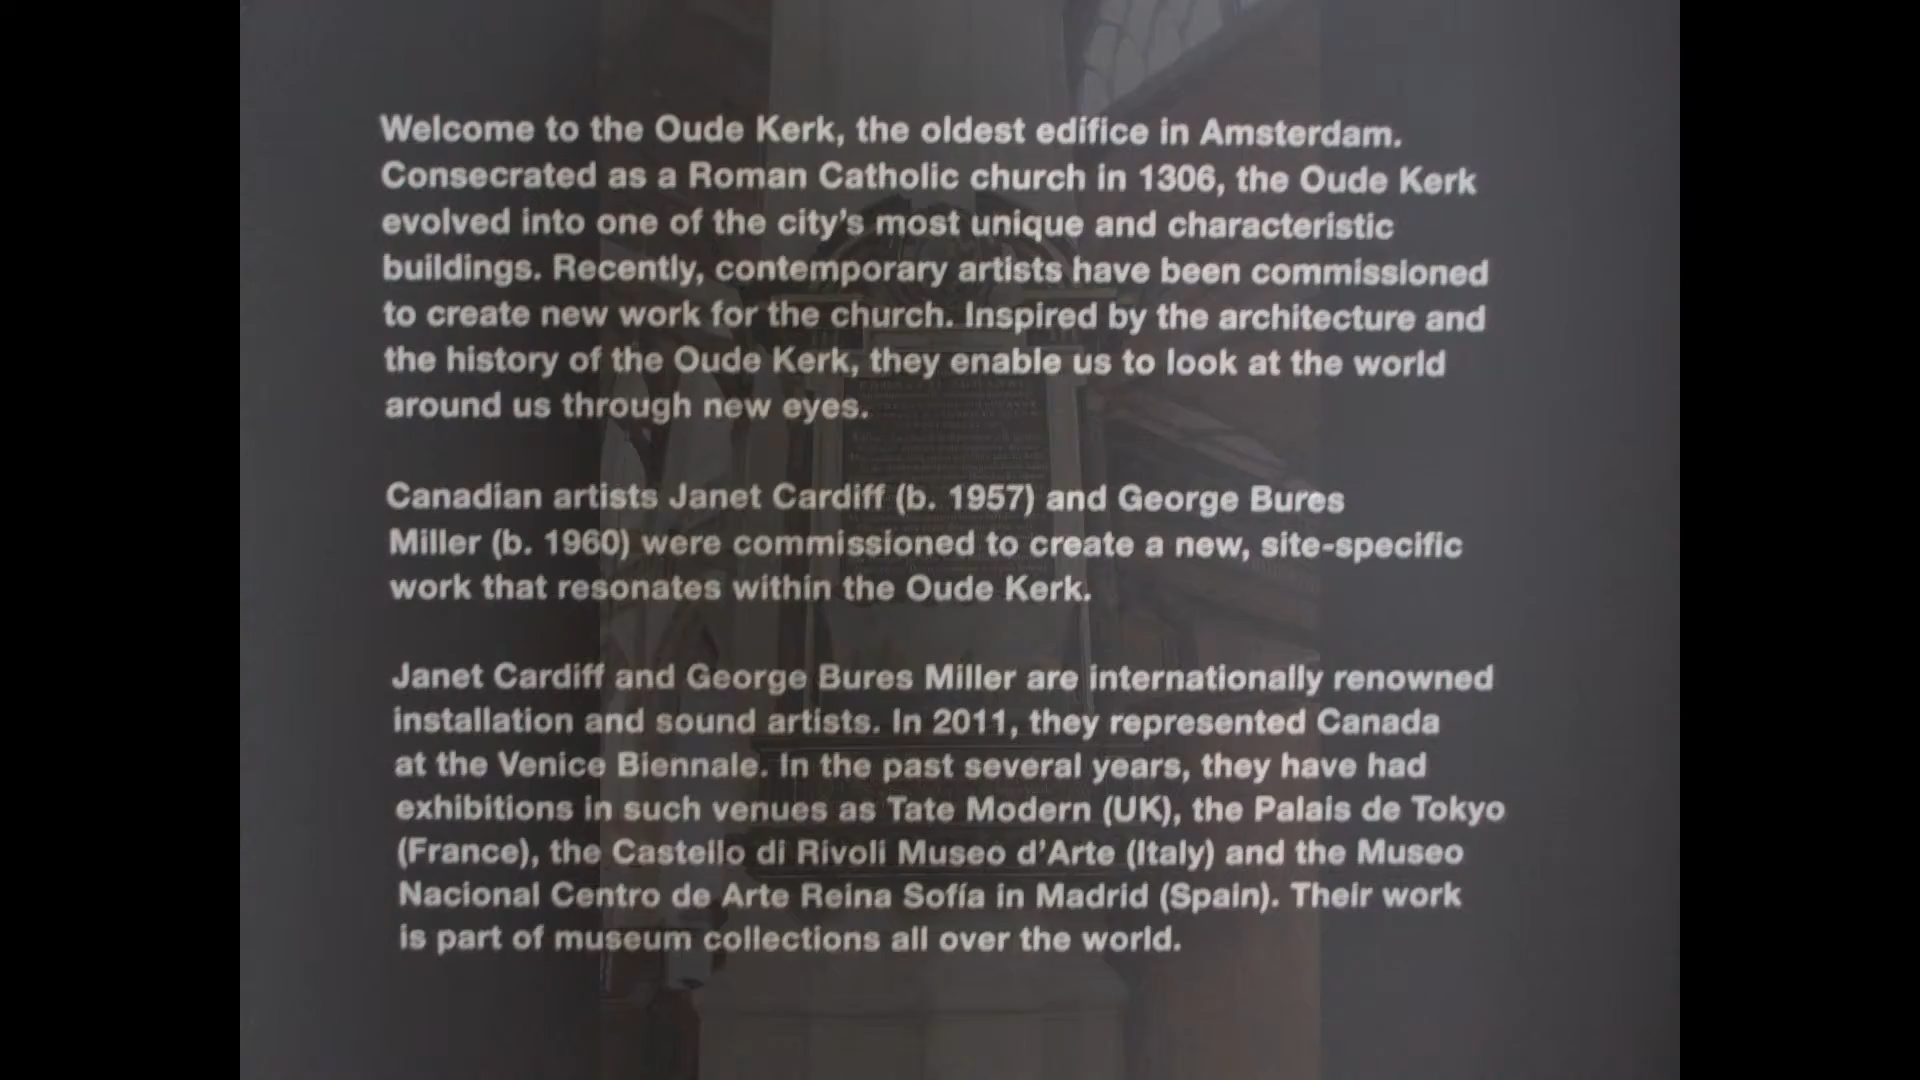 Welcome to the Oude Kerk, the oldest edifice in Amsterdam.
Consecrated as a Roman Catholic church in 1306, the Oude Kerk
evolved into one of the city's most unique and characteristic
buildings. Recently, contemporary artists have been commissioned
to create new work for the church. Inspired by the architecture and
the history of the Oude Kerk, they enable us to look at the world
around us through new eyes.
Canadian artists Janet Cardiff (b. 1957) and George Bures
Miller (b. 1960) were commissioned to create a new, site-specific
work that resonates within the Oude Kerk.
Janet Cardiff and George Bures Miller are internationally renowned
installation and sound artists. In 2011, they represented Canada
at the Venice Biennale. In the past several years, they have had
exhibitions in such venues as Tate Modern (UK), the Palais de Tokyo
(France), the Castello di Rivoli Museo d'Arte (Italy) and the Museo
Nacional Centro de Arte Reina Sofía in Madrid (Spain). Their work
is part of museum collections all over the world.